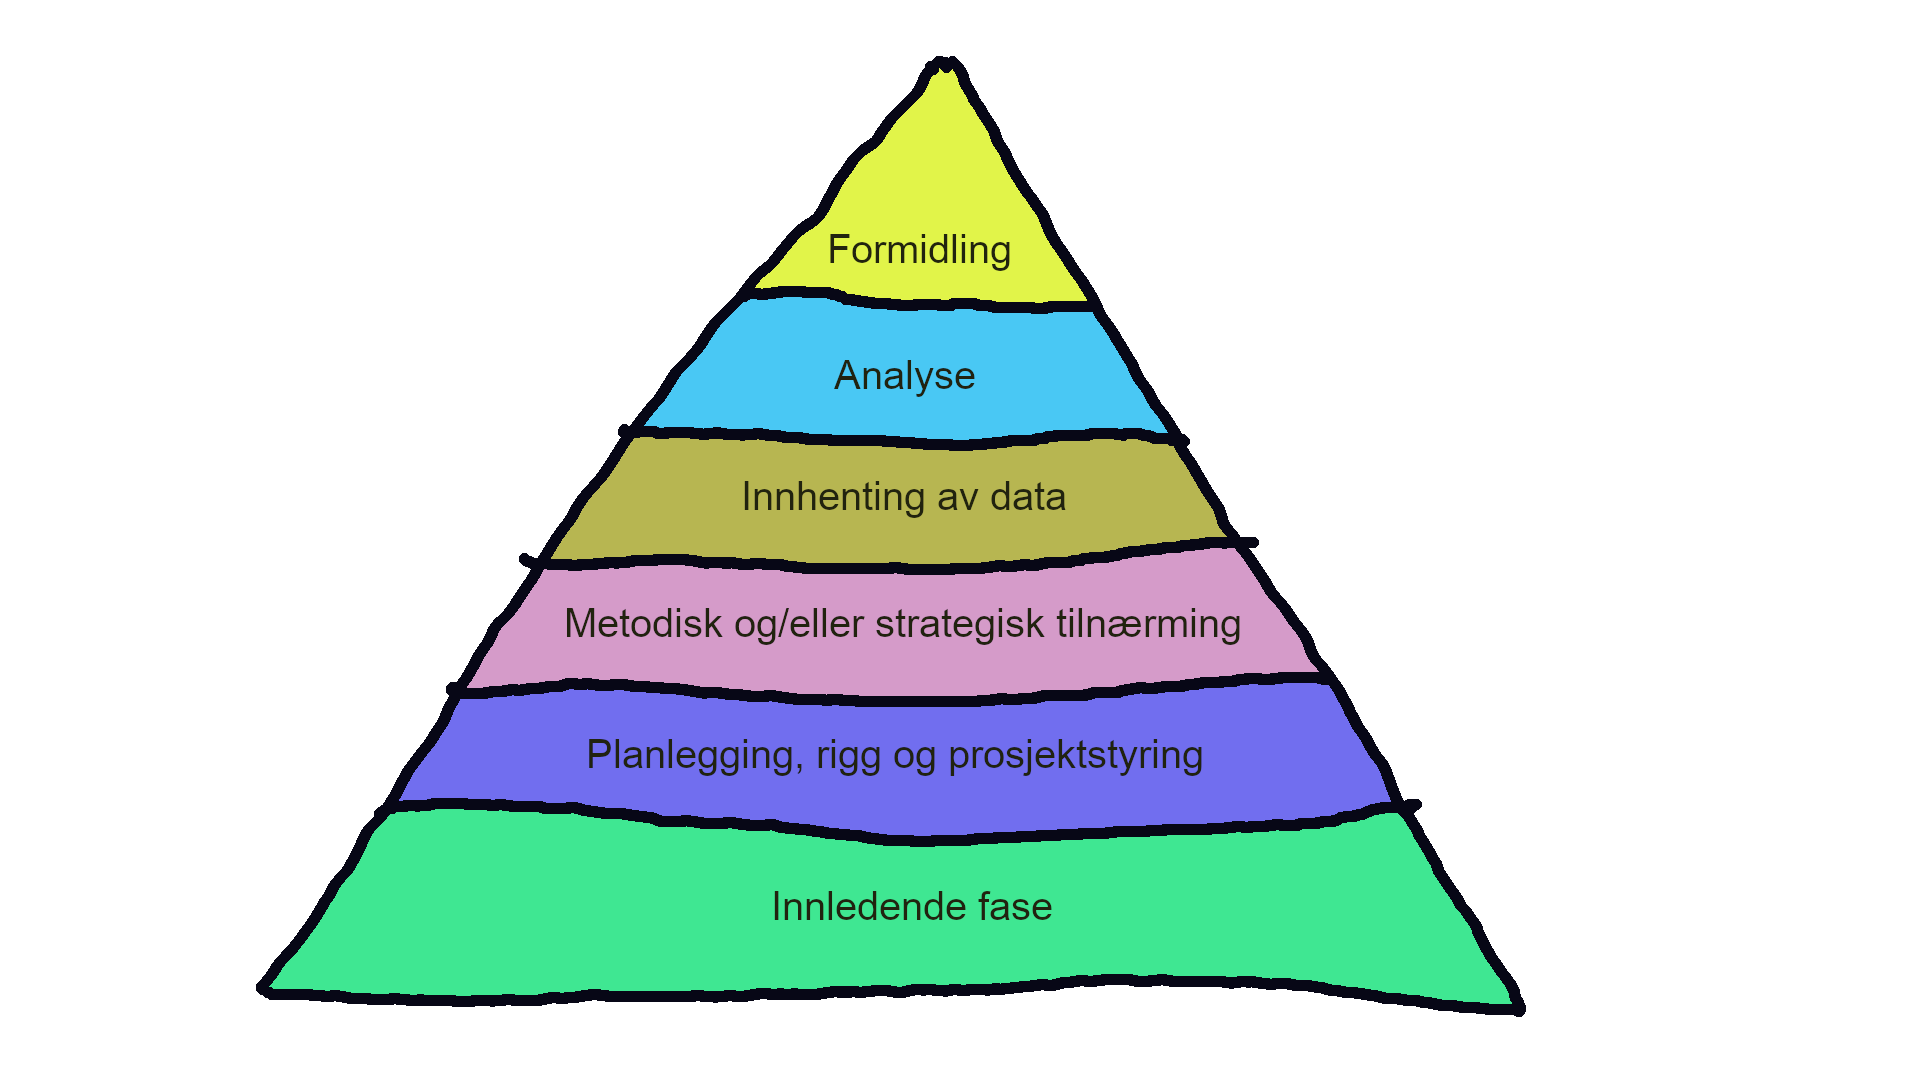 Formidling
Analyse
Innhenting av data
Metodisk og/eller strategisk tilnærming
Planlegging, rigg og prosjektstyring
Innledende fase